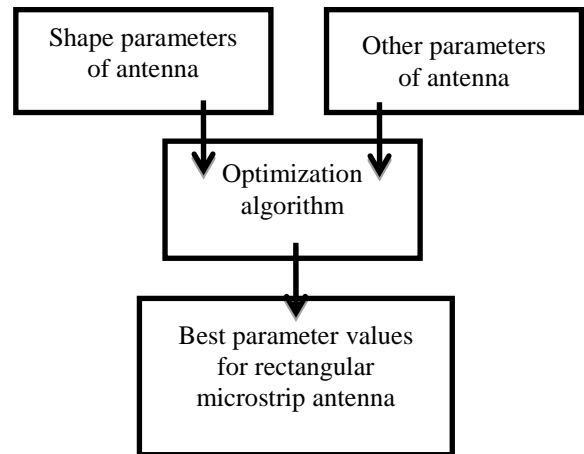 Shape parameters
of antenna
Other parameters
of antenna
Optimization
algorithm
Best parameter values
for rectangular
microstrip antenna